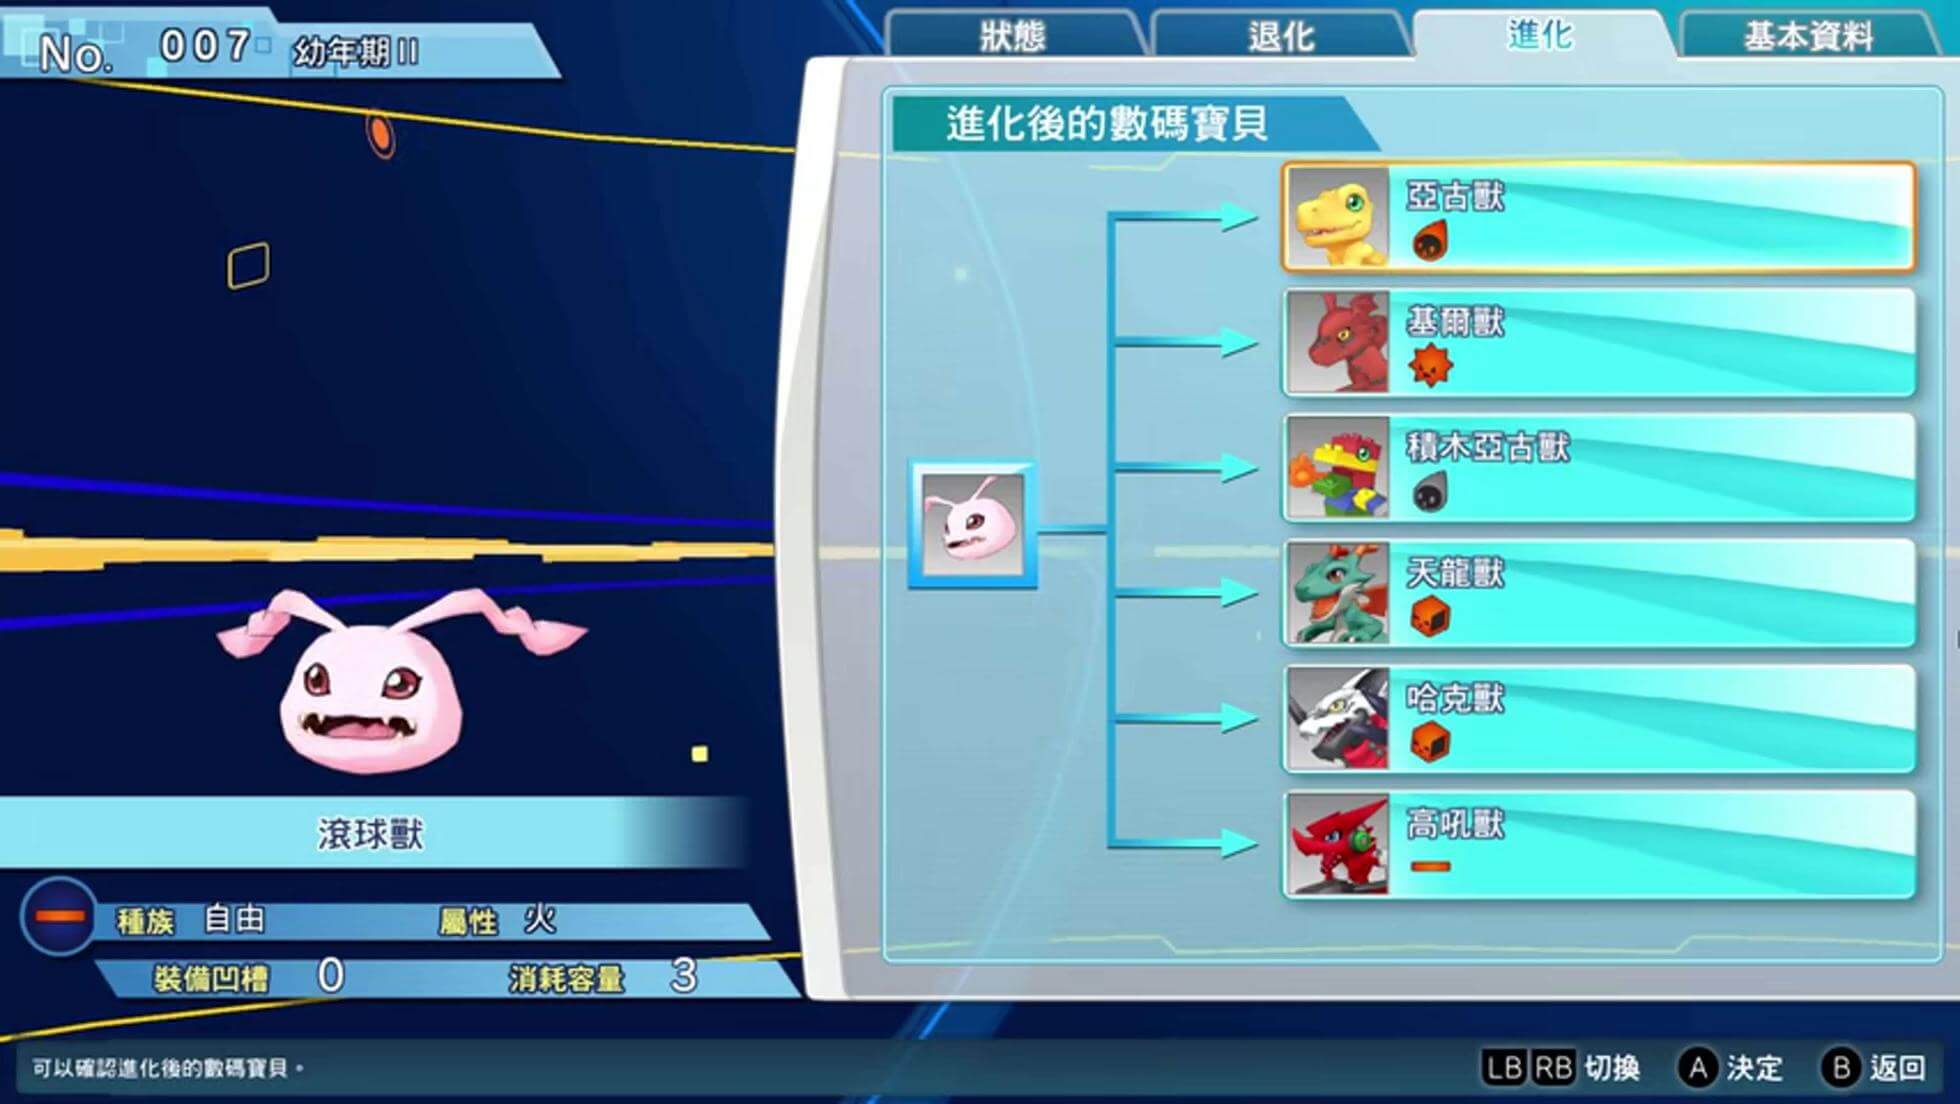 No. 007 幼年期II
狀態 退化 進化 基本資料
進化後的數碼寶貝
亞古獸
基爾獸
積木亞古獸
天龍獸
哈克獸
高吼獸
滾球獸
種族 自由 屬性 火
裝備凹槽 0 消耗容量 3
可以確認進化後的數碼寶貝。
LB RB 切換 A 決定 B 返回